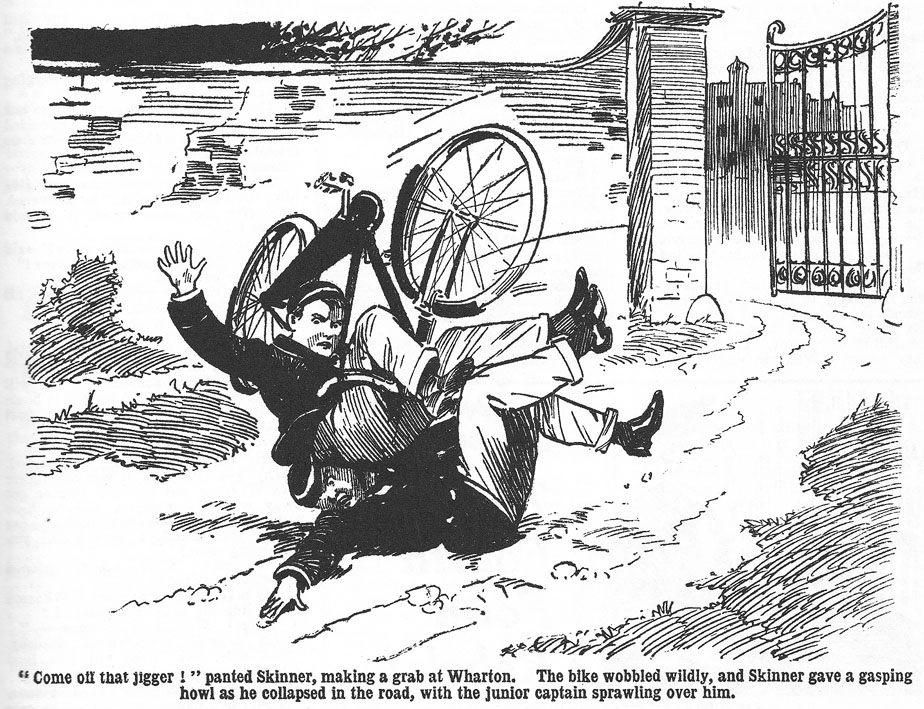 “Come off that jigger ! ” panted Skinner, making a grab at Wharton. The bike wobbled wildly, and Skinner gave a gasping
howl as he collapsed in the road, with the junior captain sprawling over him.